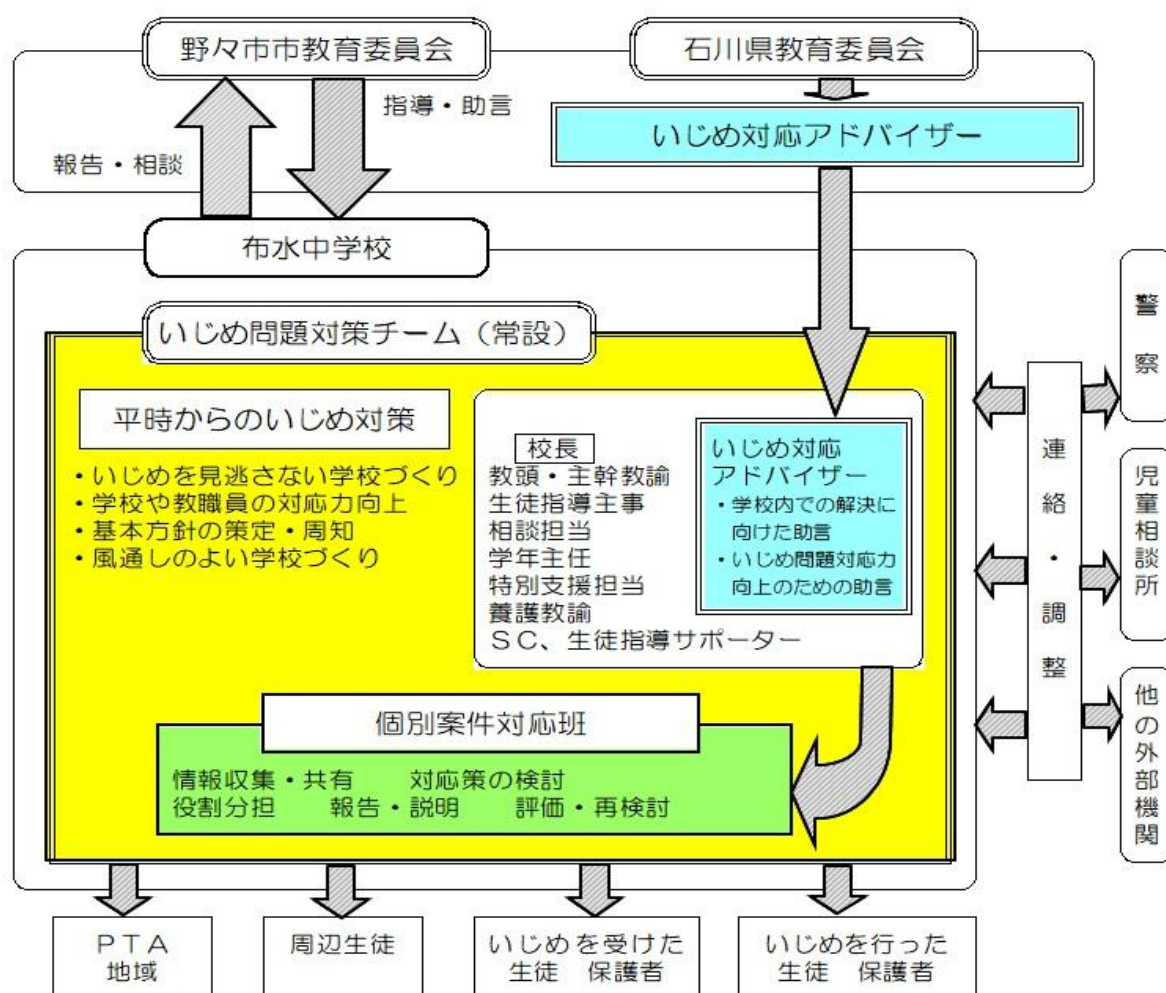 野々市市教育委員会
石川県教育委員会
指導・助言
報告・相談
いじめ対応アドバイザー
布水中学校
いじめ問題対策チーム（常設）
平時からのいじめ対策
・いじめを見逃さない学校づくり
・学校や教職員の対応力向上
・基本方針の策定・周知
・風通しのよい学校づくり
校長
教頭・主幹教諭
生徒指導主事
相談担当
学年主任
特別支援担当
養護教諭
ＳＣ、生徒指導サポーター
いじめ対応
アドバイザー
・学校内での解決に
向けた助言
・いじめ問題対応力
向上のための助言
個別案件対応班
情報収集・共有　対応策の検討
役割分担　報告・説明　評価・再検討
連絡・調整
警察
児童相談所
他の外部機関
ＰＴＡ
地域
周辺生徒
いじめを受けた
生徒　保護者
いじめを行った
生徒　保護者